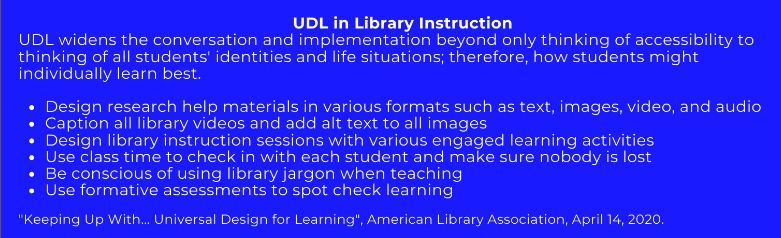 UDL in Library Instruction
UDL widens the conversation and implementation beyond only thinking of accessibility to
thinking of all students' identities and life situations; therefore, how students might
individually learn best.
• Design research help materials in various formats such as text, images, video, and audio
• Caption all library videos and add alt text to all images
• Design library instruction sessions with various engaged learning activities
• Use class time to check in with each student and make sure nobody is lost
• Be conscious of using library jargon when teaching
• Use formative assessments to spot check learning
"Keeping Up With... Universal Design for Learning", American Library Association, April 14, 2020.